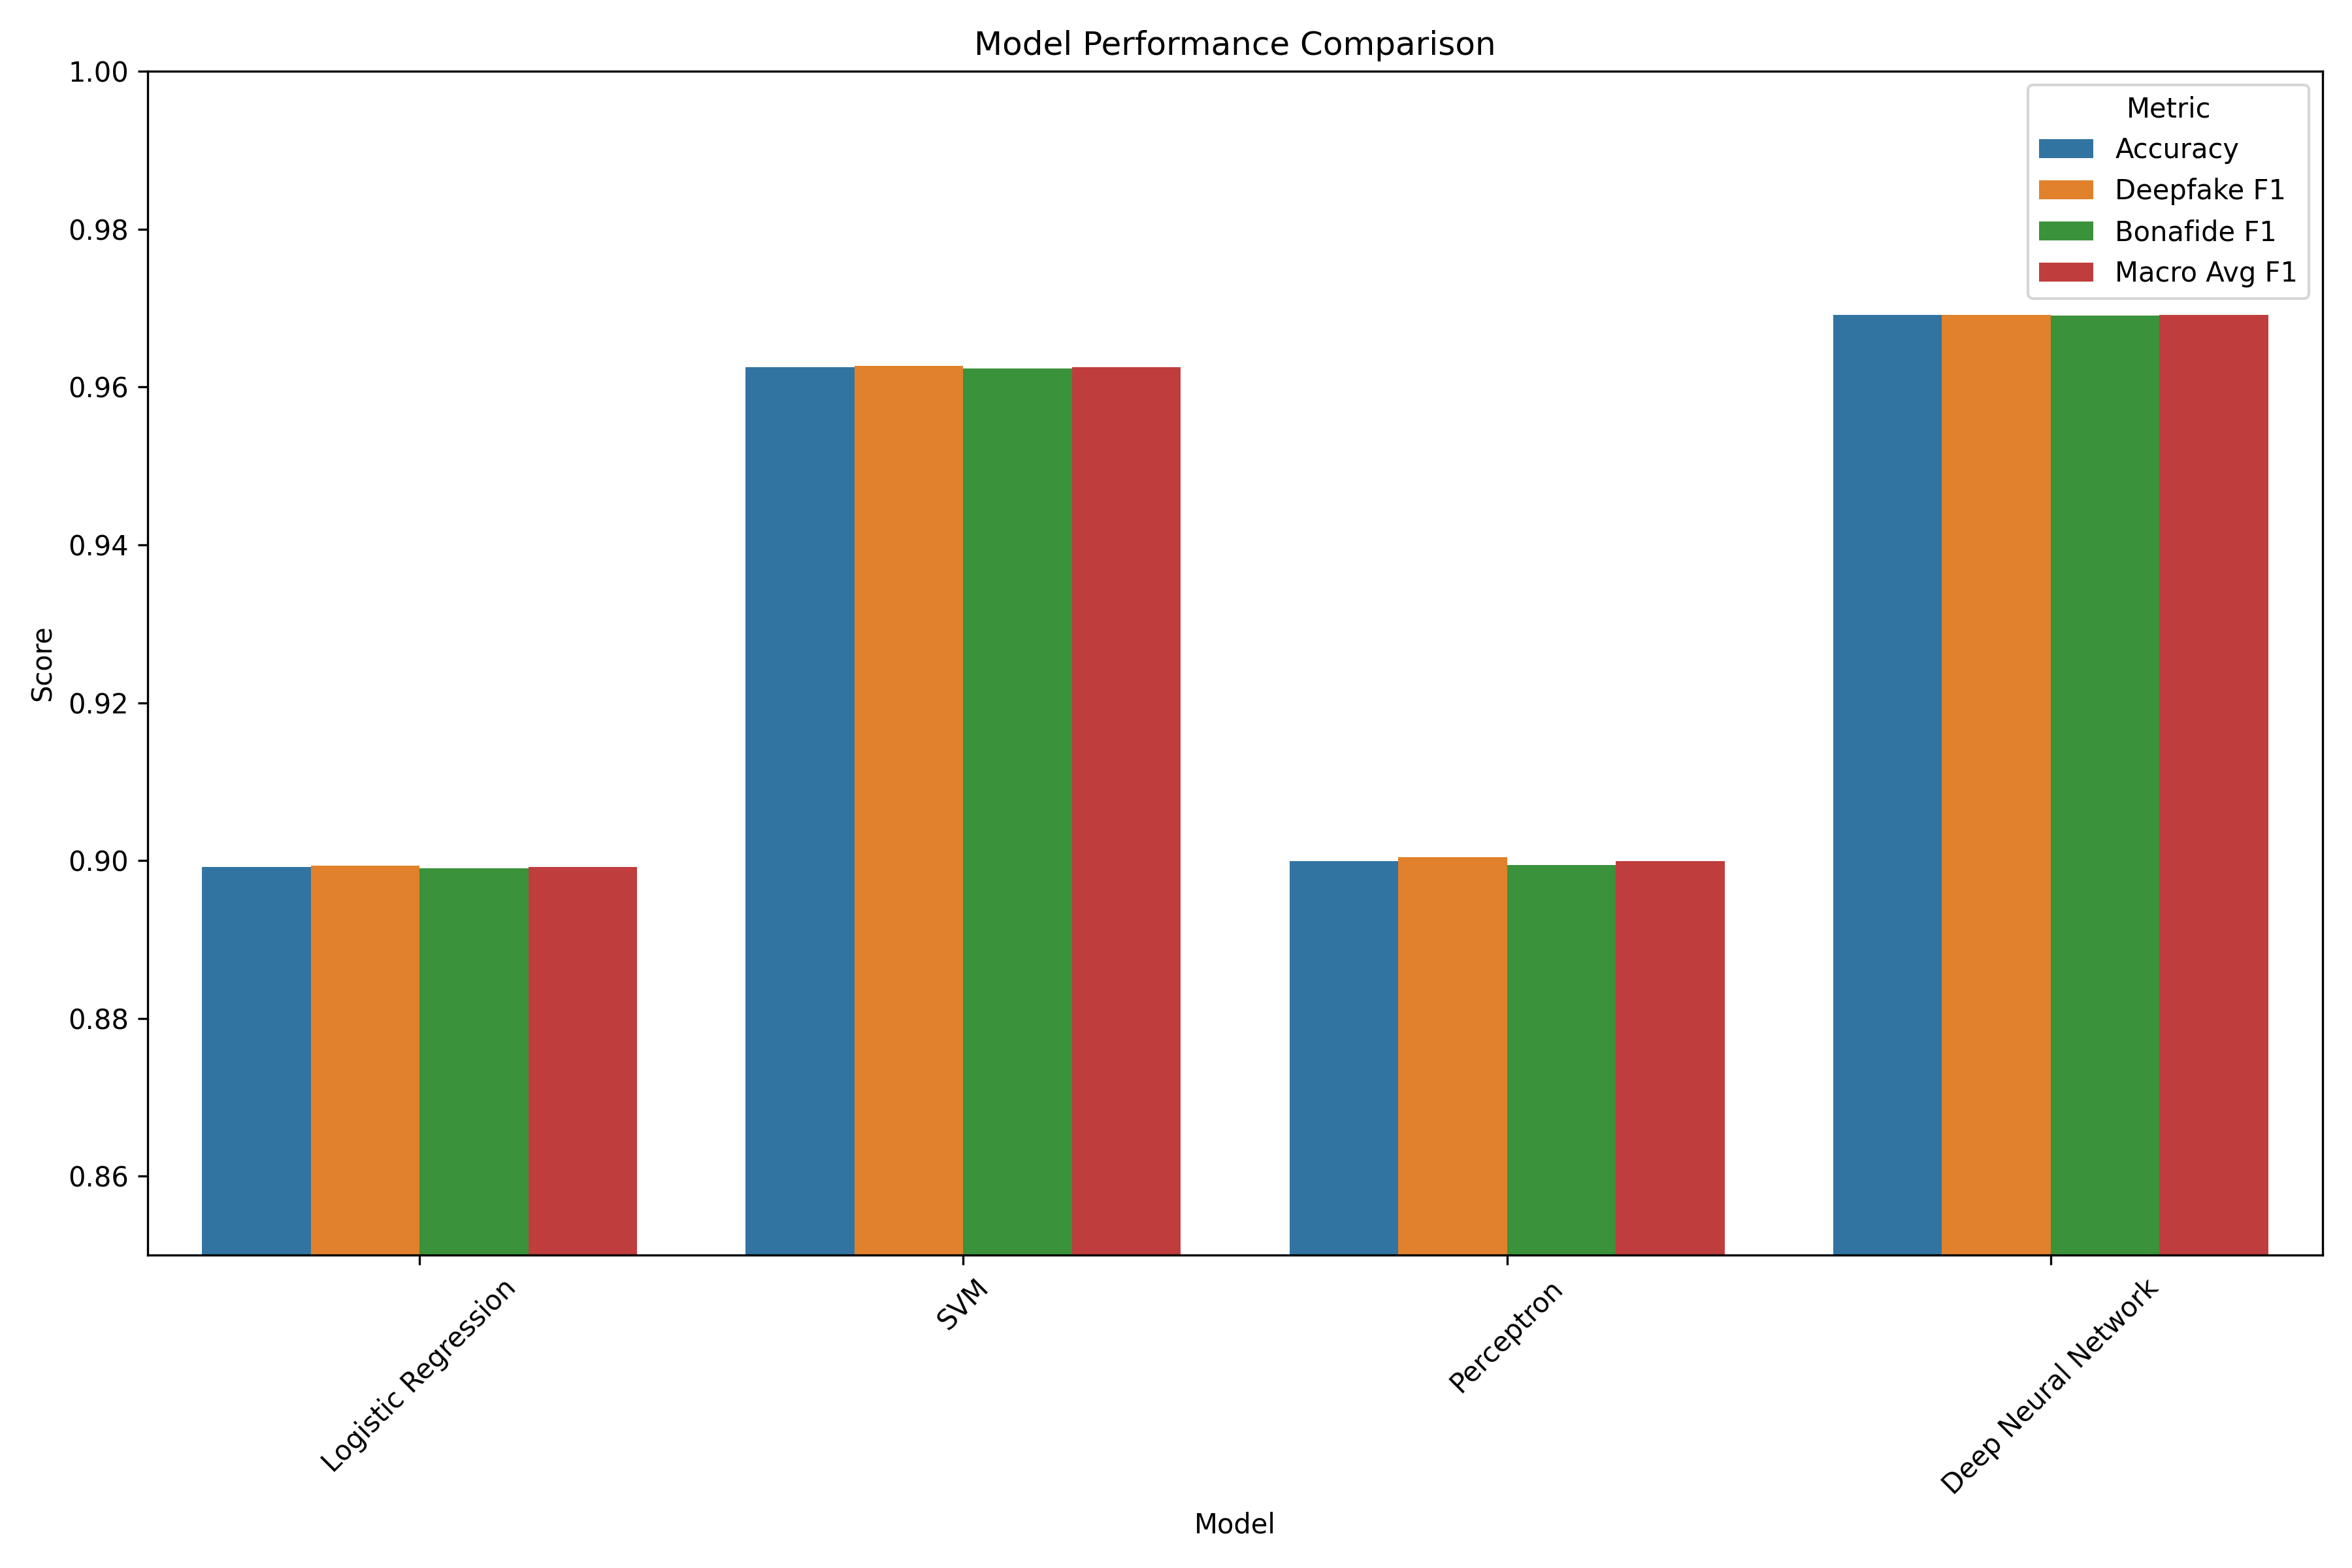 Model Performance Comparison
1.00
0.98
0.96
0.94
0.92
0.90
0.88
0.86
Score
Metric
Accuracy
Deepfake F1
Bonafide F1
Macro Avg F1
Logistic Regression
SVM
Perceptron
Deep Neural Network
Model